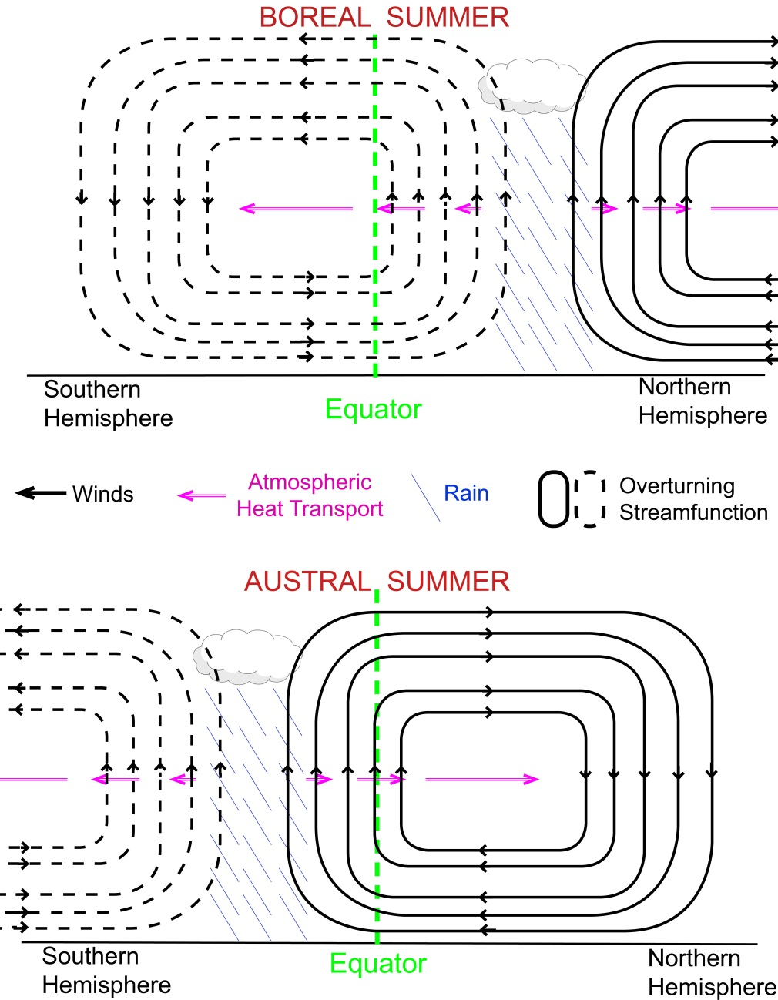 BOREAL SUMMER
Southern
Hemisphere
Equator
Northern
Hemisphere
Winds
Atmospheric
Heat Transport
Rain
Overturning
Streamfunction
AUSTRAL SUMMER
Southern
Hemisphere
Equator
Northern
Hemisphere